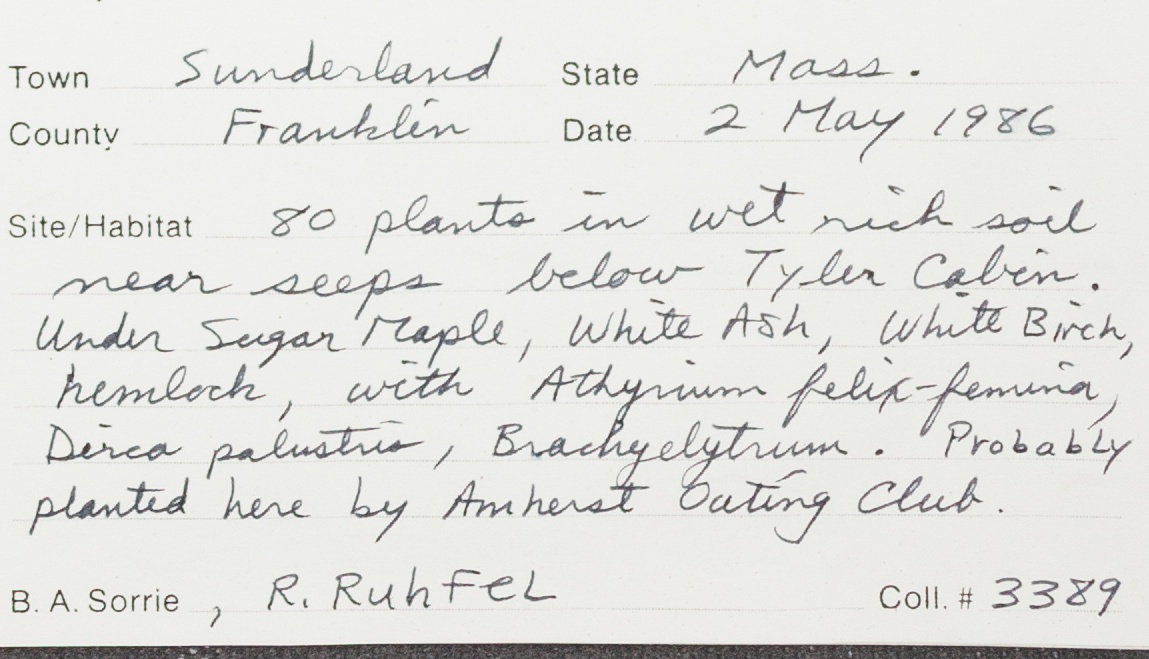 Town Sunderland State Mass.
County Franklin Date 2 May 1986
Site/Habitat 80 plants in wet rich soil
near seeps below Tyler Cabin.
Under Sugar Maple, White Ash, White Birch,
hemlock, with Athyrium felix-femina,
Dirca palustris, Brachyelytrum. Probably
planted here by Amherst Outing Club.
B. A. Sorrie, R. Ruhfel Coll. # 3389